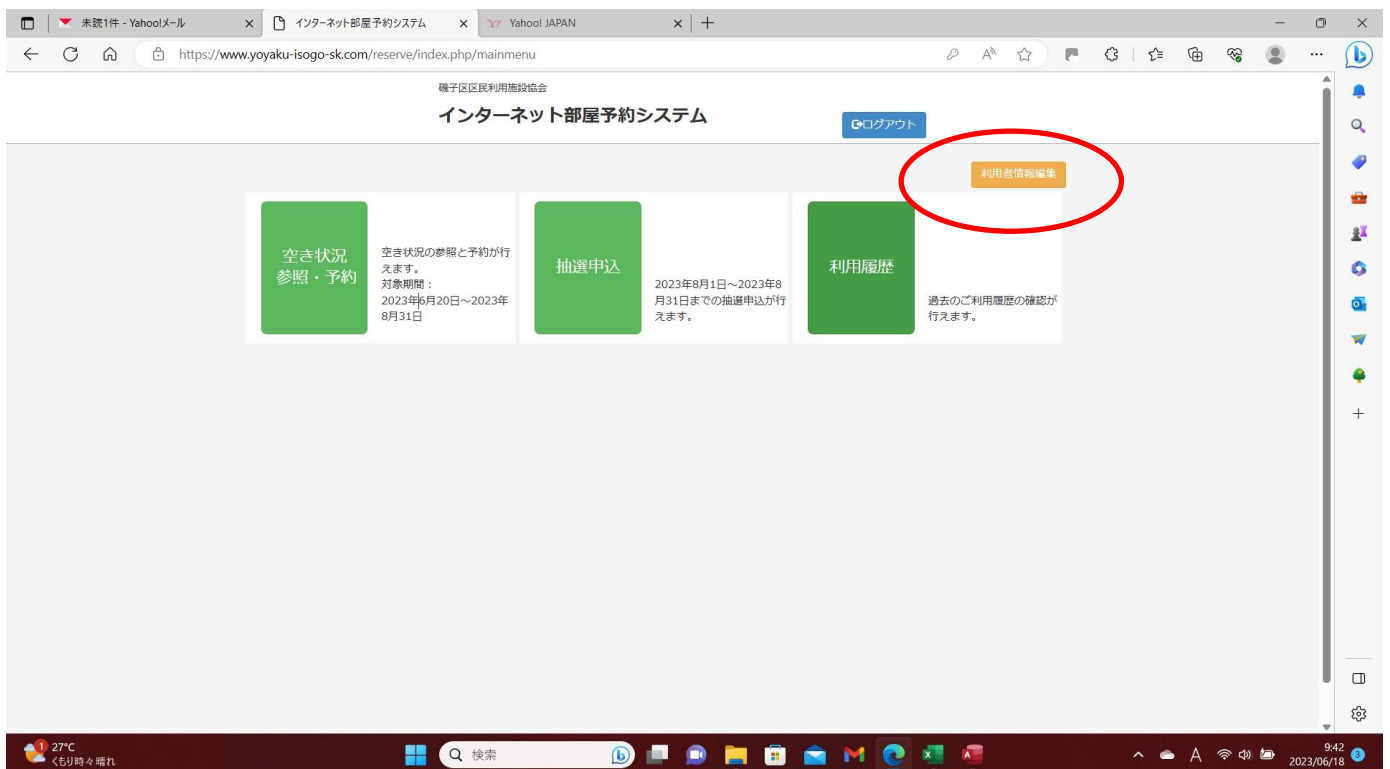 未読1件 - Yahoo!メール
インターネット部屋予約システム
Yahoo! JAPAN
https://www.yoyaku-isogo-sk.com/reserve/index.php/mainmenu
磯子区区民利用施設協会
インターネット部屋予約システム
ログアウト
利用者情報編集
空き状況
参照・予約
空き状況の参照と予約が行
えます。
対象期間：
2023年6月20日～2023年
8月31日
抽選申込
2023年8月1日～2023年8
月31日までの抽選申込が行
えます。
利用履歴
過去のご利用履歴の確認が
行えます。
1
27°C
くもり時々晴れ
検索
A
9:42
2023/06/18
3